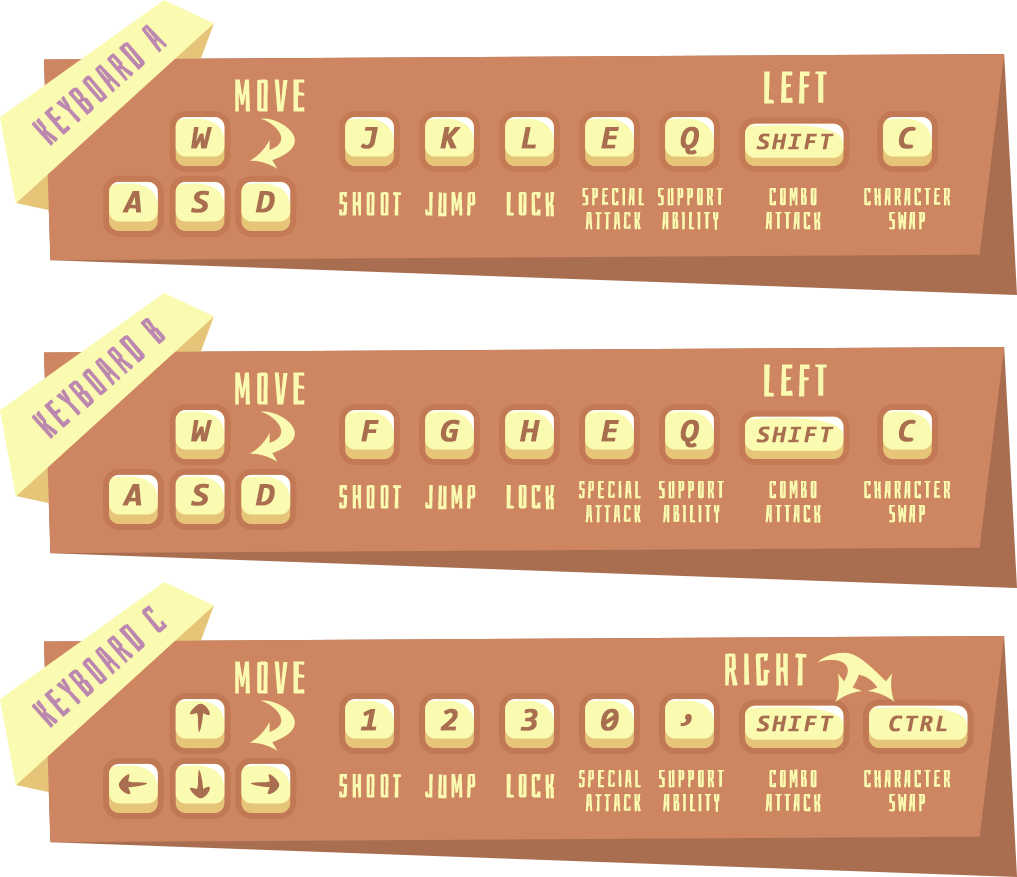 KEYBOARD A
MOVE
LEFT
W J K L E Q SHIFT C
A S D
SHOOT JUMP LOCK SPECIAL ATTACK SUPPORT ABILITY COMBO ATTACK CHARACTER SWAP
KEYBOARD B
MOVE
LEFT
W F G H E Q SHIFT C
A S D
SHOOT JUMP LOCK SPECIAL ATTACK SUPPORT ABILITY COMBO ATTACK CHARACTER SWAP
KEYBOARD C
MOVE
RIGHT
↑ 1 2 3 0 , SHIFT CTRL
← ↓ →
SHOOT JUMP LOCK SPECIAL ATTACK SUPPORT ABILITY COMBO ATTACK CHARACTER SWAP